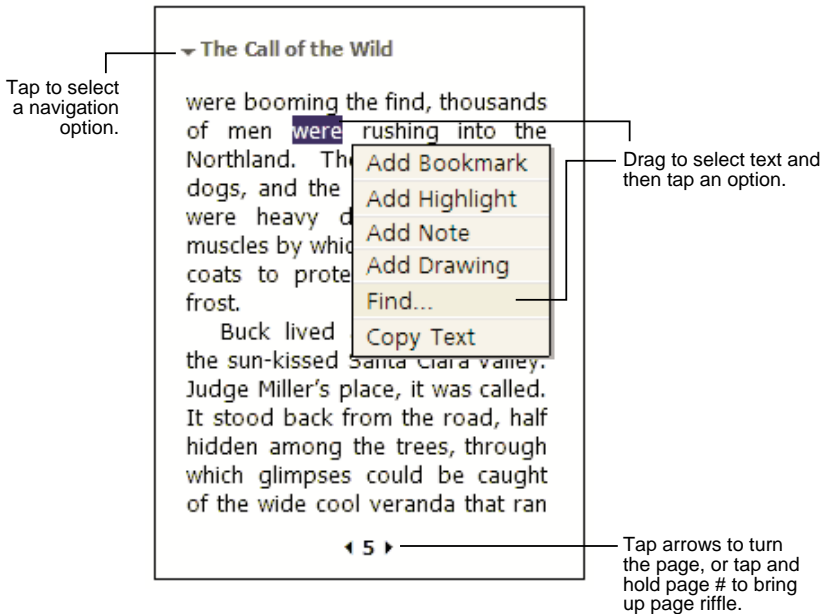 The Call of the Wild
Tap to select
a navigation
option.
were booming the find, thousands
of men were rushing into the
Northland. The
dogs, and the
were heavy d
muscles by whic
coats to prote
frost.
Buck lived
the sun-kissed Santa Clara valley.
Judge Miller's place, it was called.
It stood back from the road, half
hidden among the trees, through
which glimpses could be caught
of the wide cool veranda that ran
Add Bookmark
Add Highlight
Add Note
Add Drawing
Find...
Copy Text
Drag to select text and
then tap an option.
5
Tap arrows to turn
the page, or tap and
hold page # to bring
up page riffle.